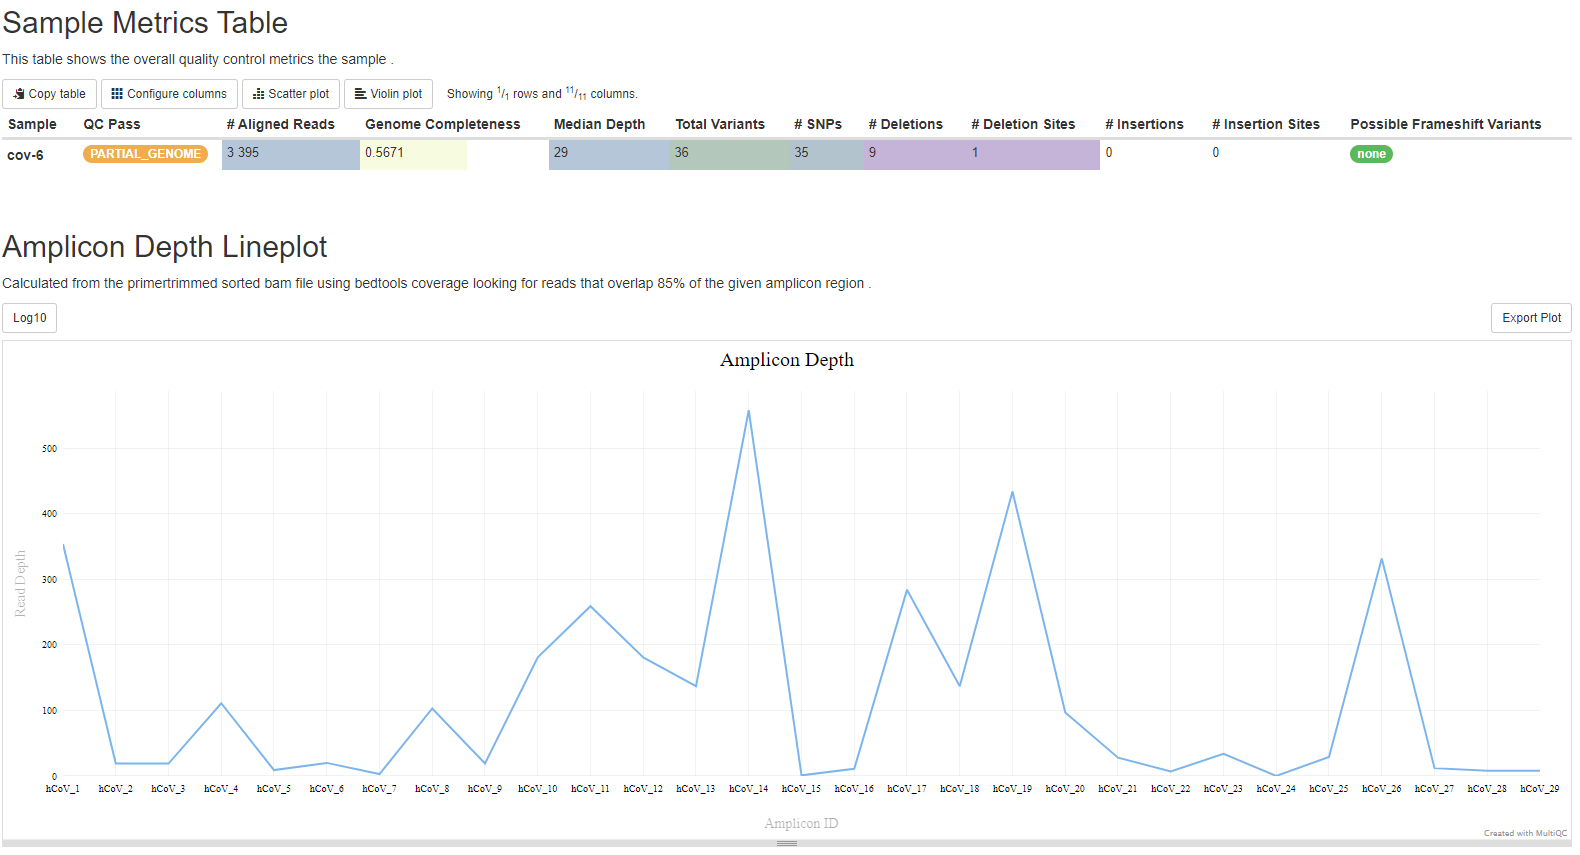 Sample Metrics Table
This table shows the overall quality control metrics the sample .
Copy table Configure columns Scatter plot Violin plot Showing 1/1 rows and 11/11 columns.
Sample QC Pass # Aligned Reads Genome Completeness Median Depth Total Variants # SNPs # Deletions # Deletion Sites # Insertions # Insertion Sites Possible Frameshift Variants
cov-6 PARTIAL_GENOME 3 395 0.5671 29 36 35 9 1 0 0 none
Amplicon Depth Lineplot
Calculated from the primertrimmed sorted bam file using bedtools coverage looking for reads that overlap 85% of the given amplicon region .
Log10 Export Plot
Amplicon Depth
Read Depth
500
400
300
200
100
0
hCoV_1 hCoV_2 hCoV_3 hCoV_4 hCoV_5 hCoV_6 hCoV_7 hCoV_8 hCoV_9 hCoV_10 hCoV_11 hCoV_12 hCoV_13 hCoV_14 hCoV_15 hCoV_16 hCoV_17 hCoV_18 hCoV_19 hCoV_20 hCoV_21 hCoV_22 hCoV_23 hCoV_24 hCoV_25 hCoV_26 hCoV_27 hCoV_28 hCoV_29
Amplicon ID
Created with MultiQC